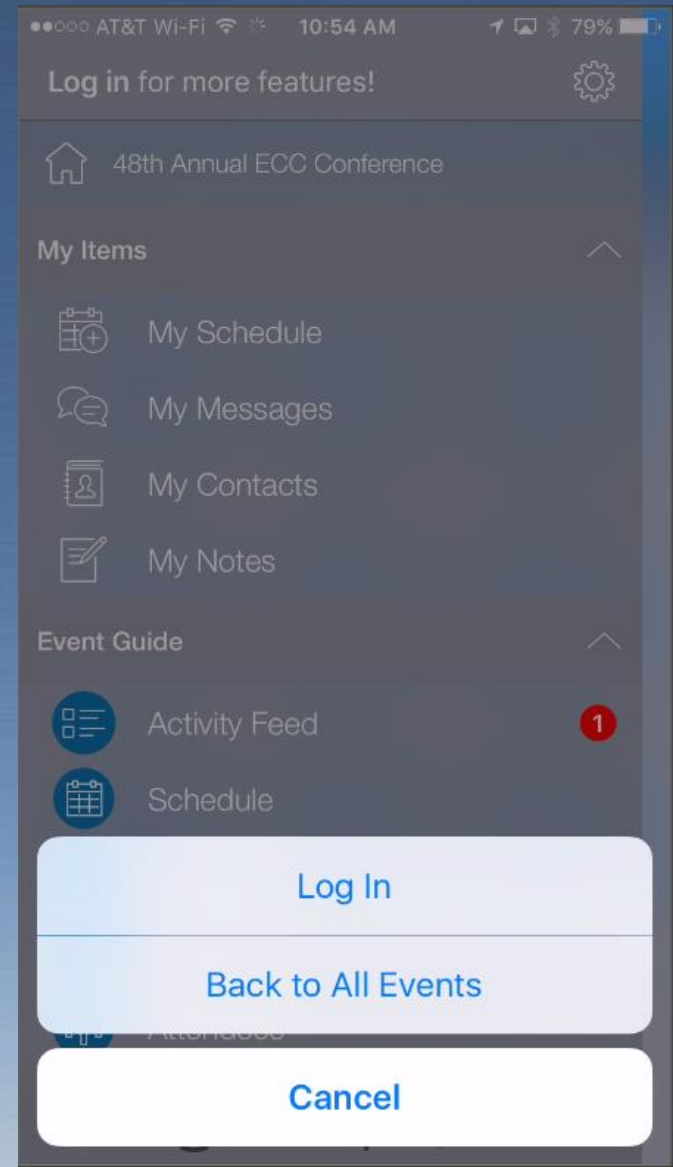 AT&T Wi-Fi 10:54 AM 79%
Log in for more features!
48th Annual ECC Conference
My Items
My Schedule
My Messages
My Contacts
My Notes
Event Guide
Activity Feed 1
Schedule
Log In
Back to All Events
Attendees
Cancel